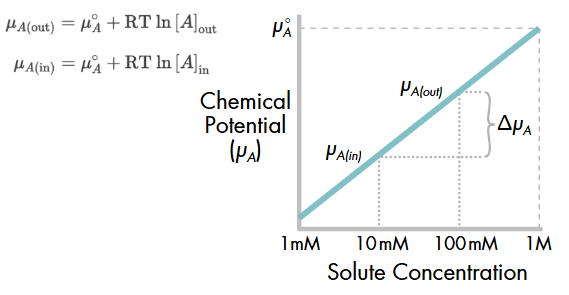 μA(out) = μ°A + RT ln [A]out
μA(in) = μ°A + RT ln [A]in
μ°A
Chemical
Potential
(μA)
μA(out)
μA(in)
ΔμA
1mM 10mM 100mM 1M
Solute Concentration